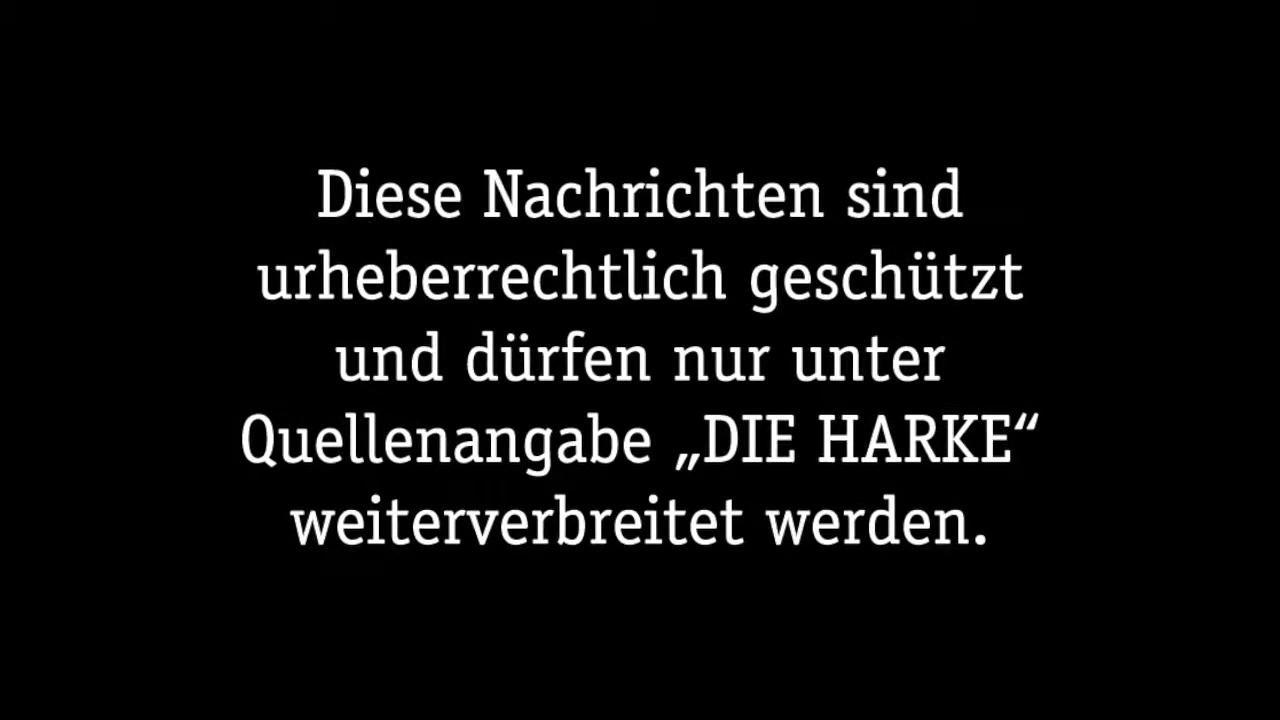 Diese Nachrichten sind
urheberrechtlich geschützt
und dürfen nur unter
Quellenangabe „DIE HARKE“
weiterverbreitet werden.